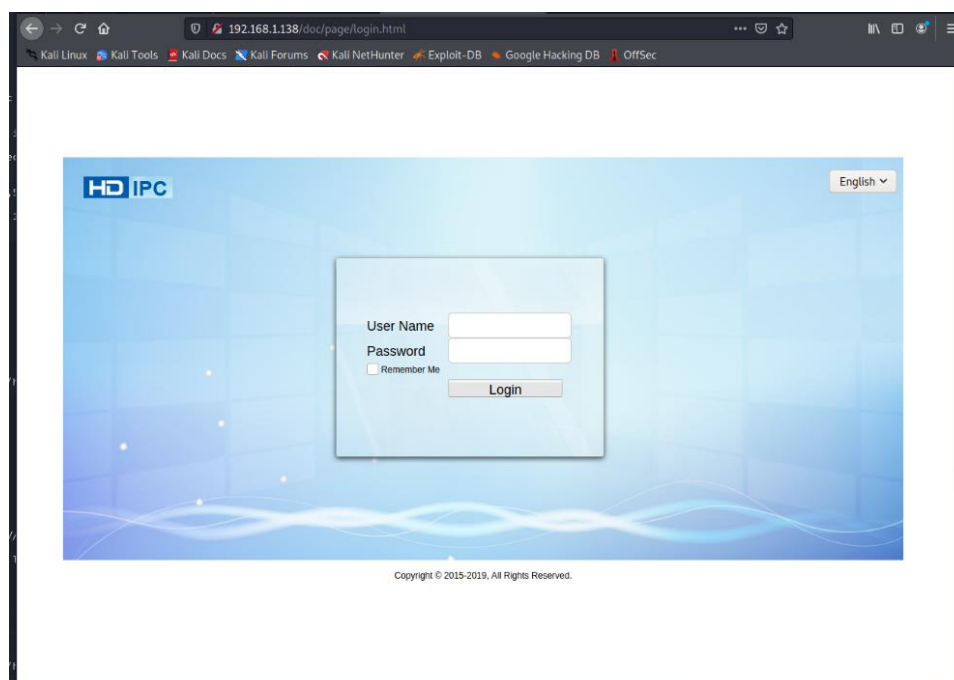 192.168.1.138/doc/page/login.html
Kali Linux Kali Tools Kali Docs Kali Forums Kali NetHunter Exploit-DB Google Hacking DB OffSec
HD IPC
English
User Name
Password
Remember Me
Login
Copyright © 2015-2019, All Rights Reserved.